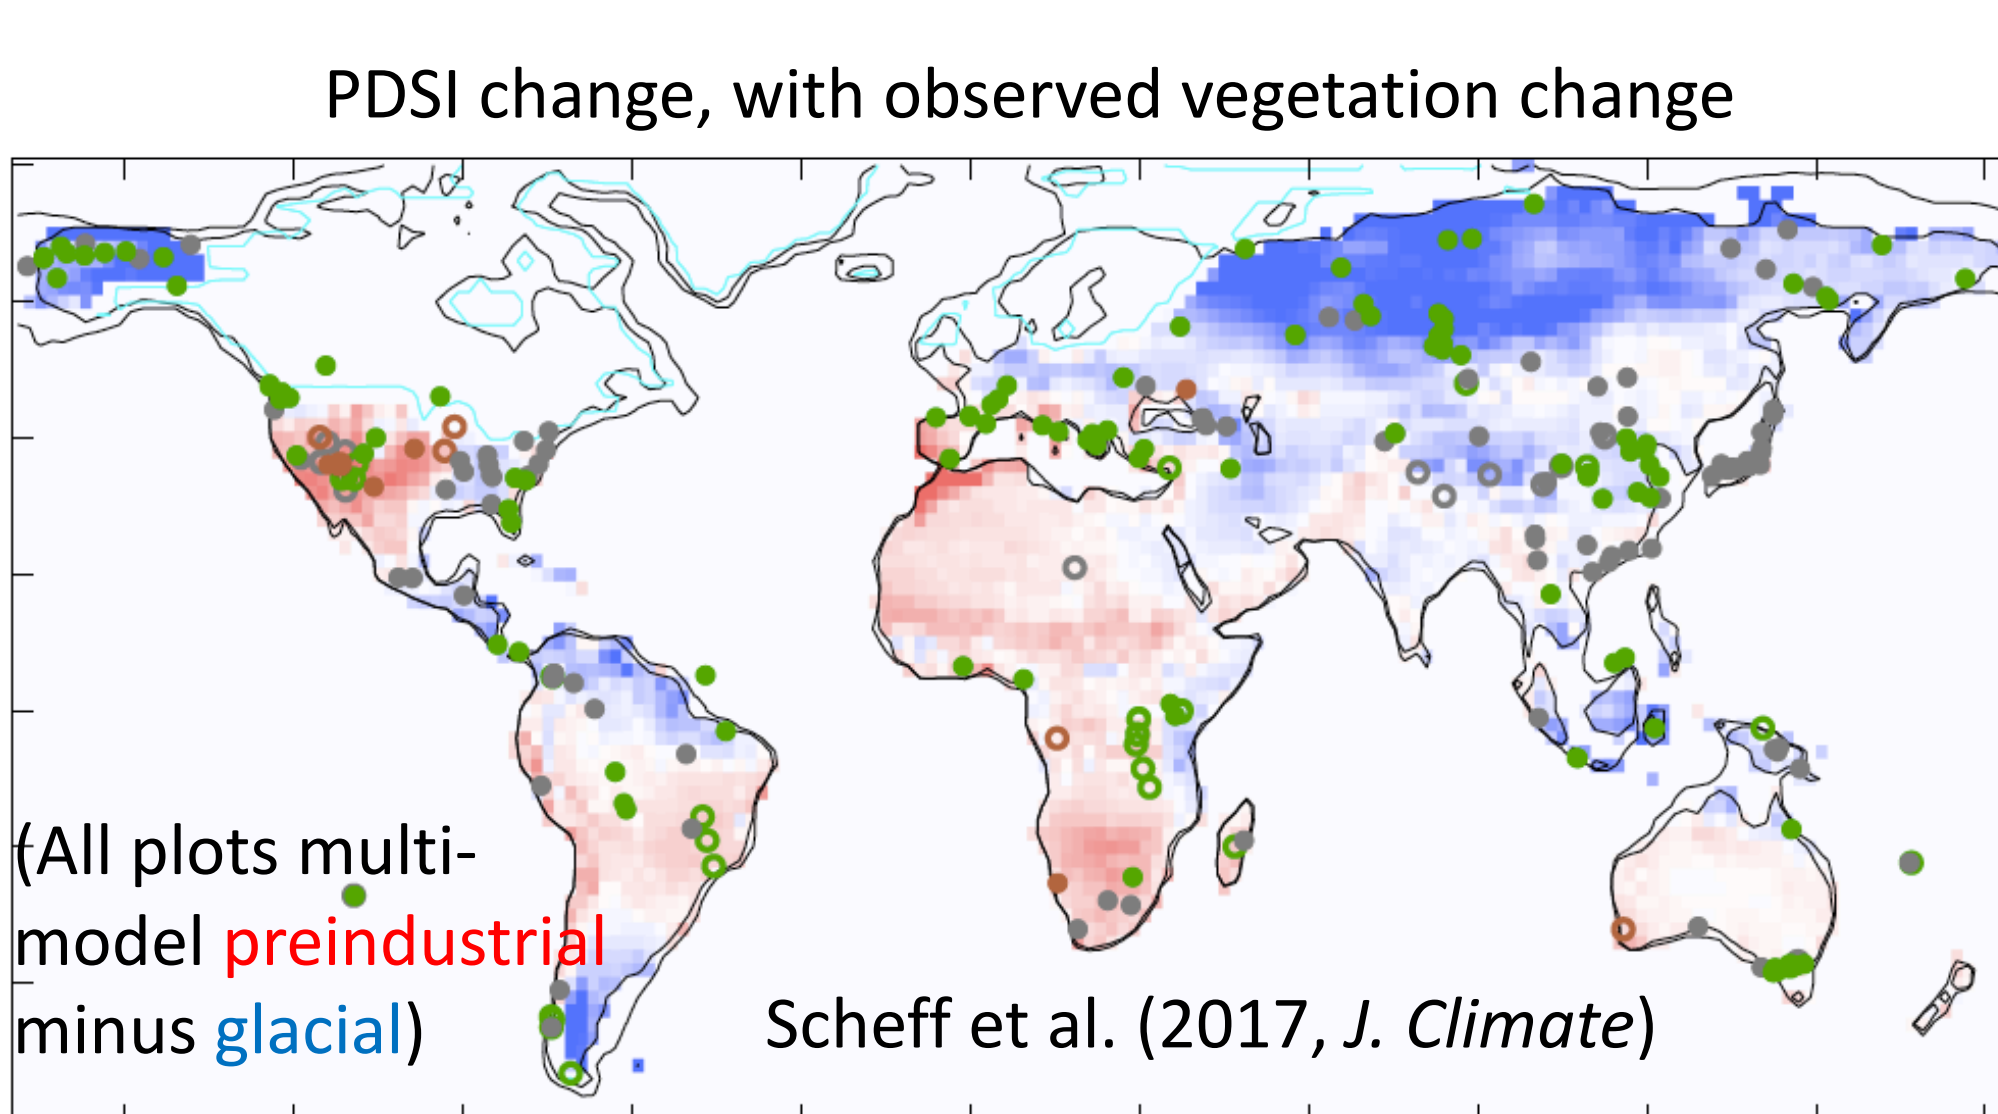 PDSI change, with observed vegetation change
(All plots multi-
model preindustrial
minus glacial)
Scheff et al. (2017, J. Climate)